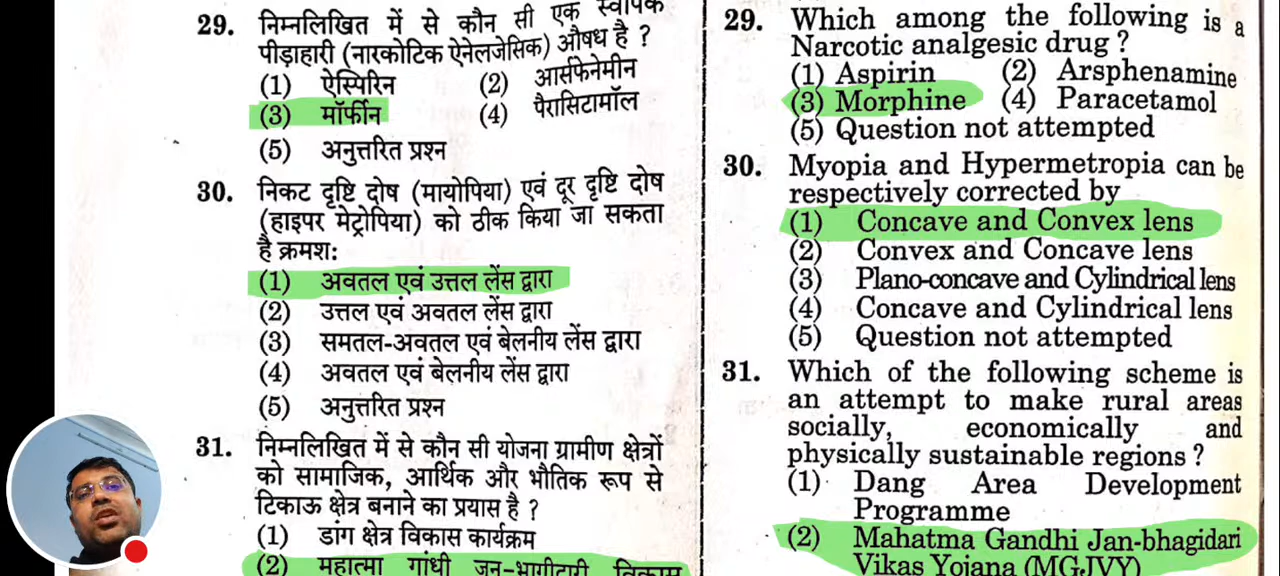 29. निम्नलिखित में से कौन सी एक स्वापक
पीड़ाहारी (नारकोटिक ऐनेलजेसिक) औषध है ?
(1) ऐस्पिरिन (2) आर्सफेनेमीन
(3) मॉर्फीन (4) पैरासिटामॉल
(5) अनुत्तरित प्रश्न
30. निकट दृष्टि दोष (मायोपिया) एवं दूर दृष्टि दोष
(हाइपर मेट्रोपिया) को ठीक किया जा सकता
है क्रमश:
(1) अवतल एवं उत्तल लेंस द्वारा
(2) उत्तल एवं अवतल लेंस द्वारा
(3) समतल-अवतल एवं बेलनीय लेंस द्वारा
(4) अवतल एवं बेलनीय लेंस द्वारा
(5) अनुत्तरित प्रश्न
31. निम्नलिखित में से कौन सी योजना ग्रामीण क्षेत्रों
को सामाजिक, आर्थिक और भौतिक रूप से
टिकाऊ क्षेत्र बनाने का प्रयास है ?
(1) डांग क्षेत्र विकास कार्यक्रम
(2) महात्मा गांधी जन-भागीदारी विकास
29. Which among the following is a
Narcotic analgesic drug ?
(1) Aspirin (2) Arsphenamine
(3) Morphine (4) Paracetamol
(5) Question not attempted
30. Myopia and Hypermetropia can be
respectively corrected by
(1) Concave and Convex lens
(2) Convex and Concave lens
(3) Plano-concave and Cylindrical lens
(4) Concave and Cylindrical lens
(5) Question not attempted
31. Which of the following scheme is
an attempt to make rural areas
socially, economically and
physically sustainable regions ?
(1) Dang Area Development
Programme
(2) Mahatma Gandhi Jan-bhagidari
Vikas Yojana (MGJVY)